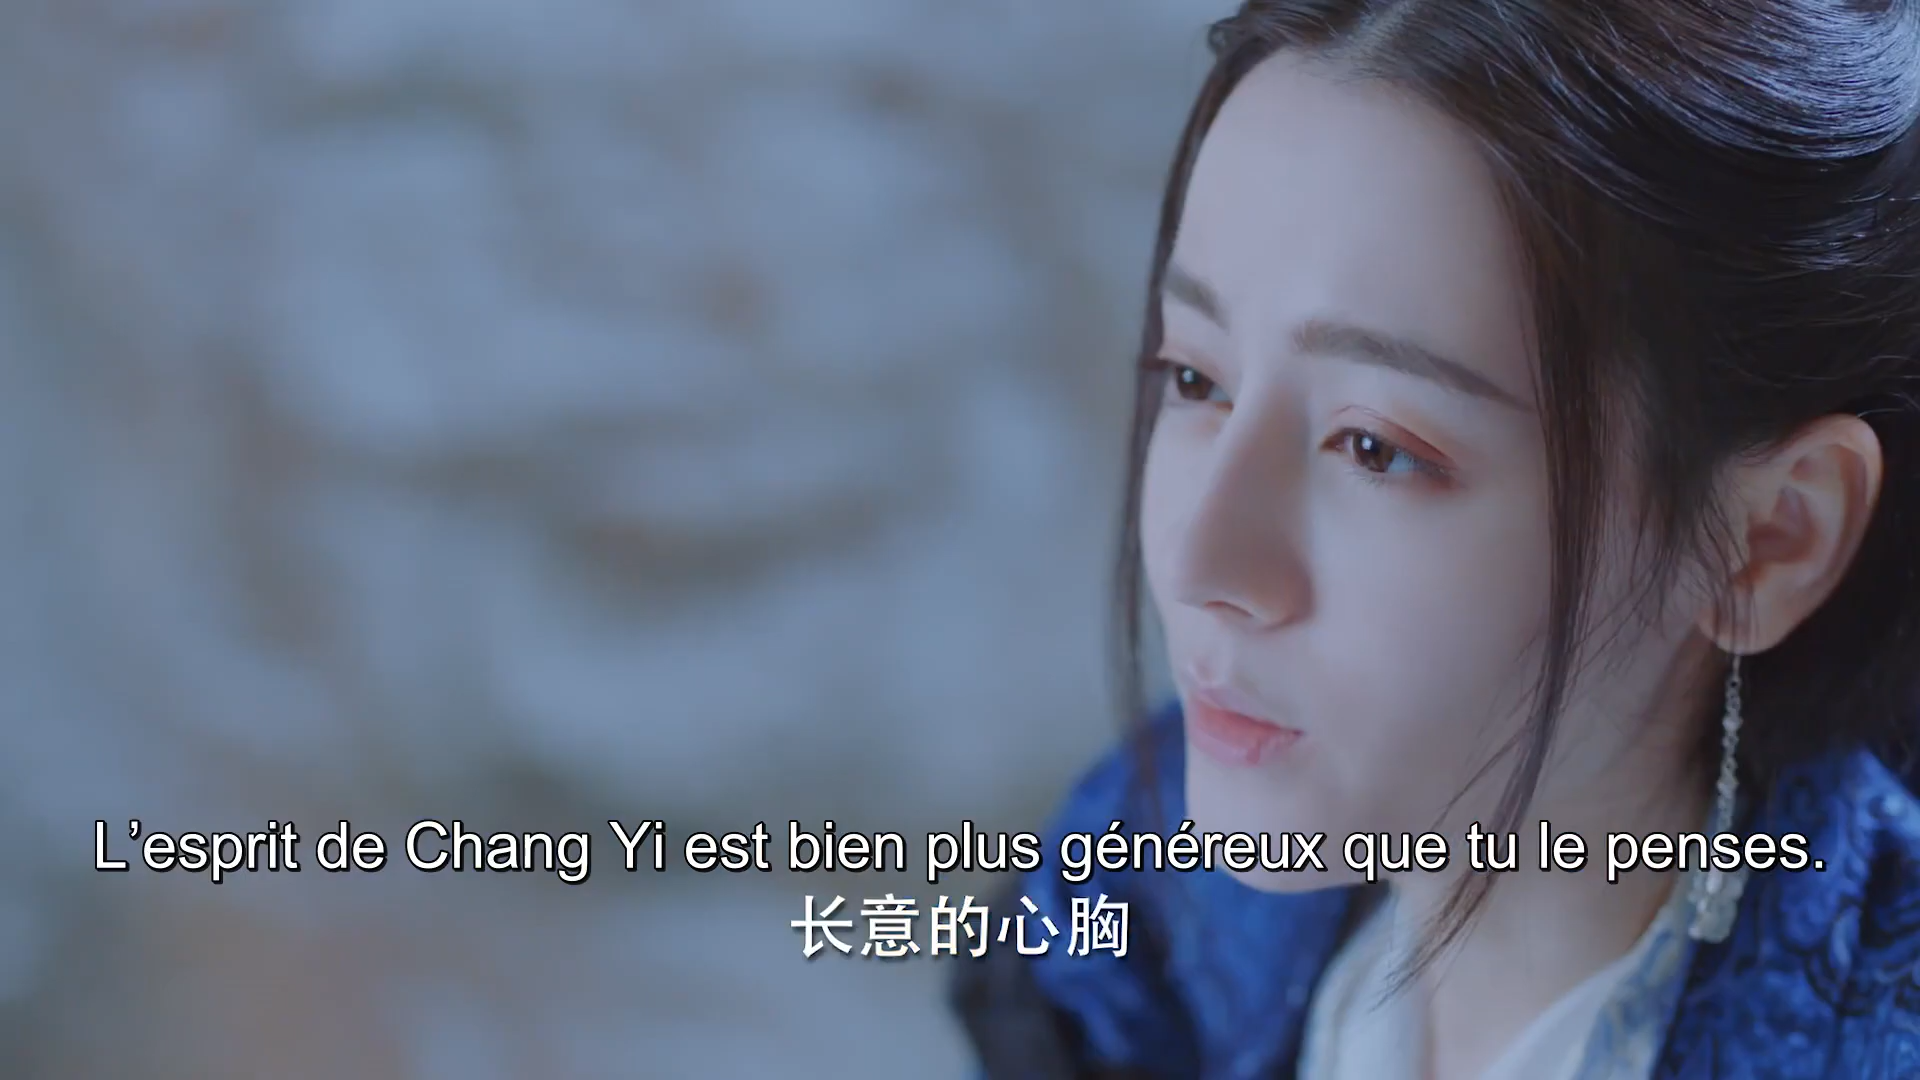 L’esprit de Chang Yi est bien plus généreux que tu le penses.
长意的心胸